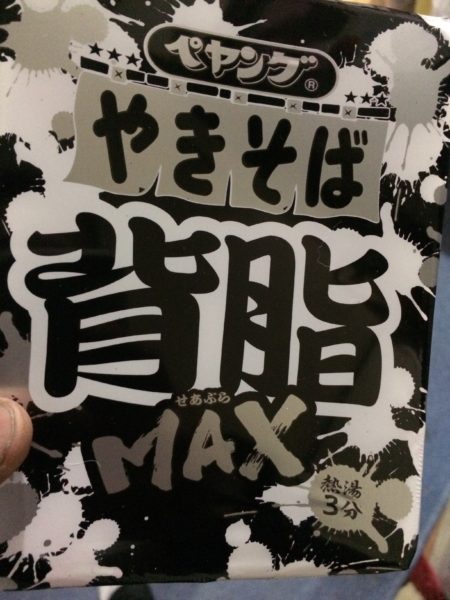 ペヤング®
やきそば
背脂
せあぶら
MAX
熱湯
3分